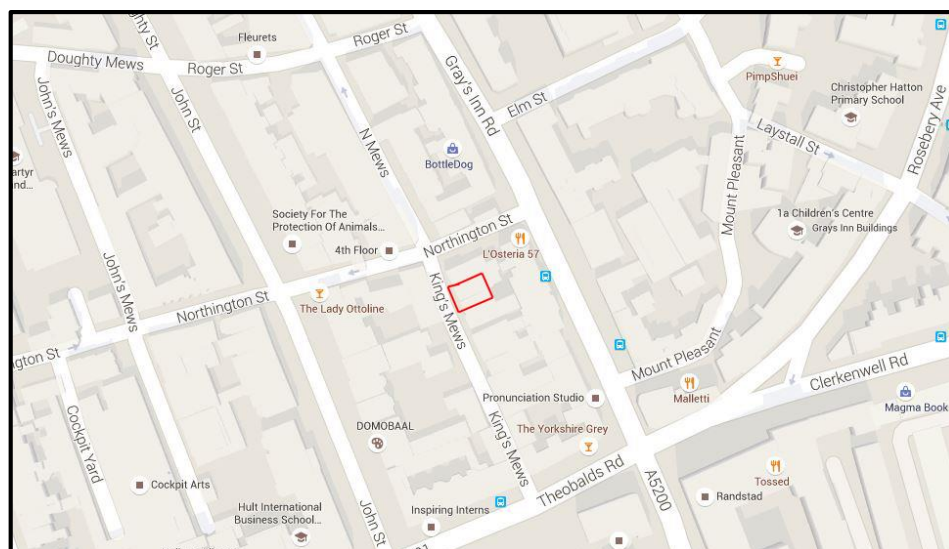 Fleurets
Doughty Mews
Roger St
Roger St
Gray's Inn Rd
Elm St
PimpShuei
Christopher Hatton
Primary School
Rosebery Ave
Laystall St
John's Mews
John St
N Mews
BottleDog
Mount Pleasant
Society For The
Protection Of Animals...
4th Floor
Northington St
L'Osteria 57
1a Children's Centre
Grays Inn Buildings
John's Mews
Northington St
The Lady Ottoline
King's Mews
Mount Pleasant
Malletti
Clerkenwell Rd
Magma Book
Cockpit Yard
Pronunciation Studio
King's Mews
DOMOBAAL
The Yorkshire Grey
Theobalds Rd
A5200
Tossed
Cockpit Arts
Randstad
Hult International
Business School...
John St
Inspiring Interns